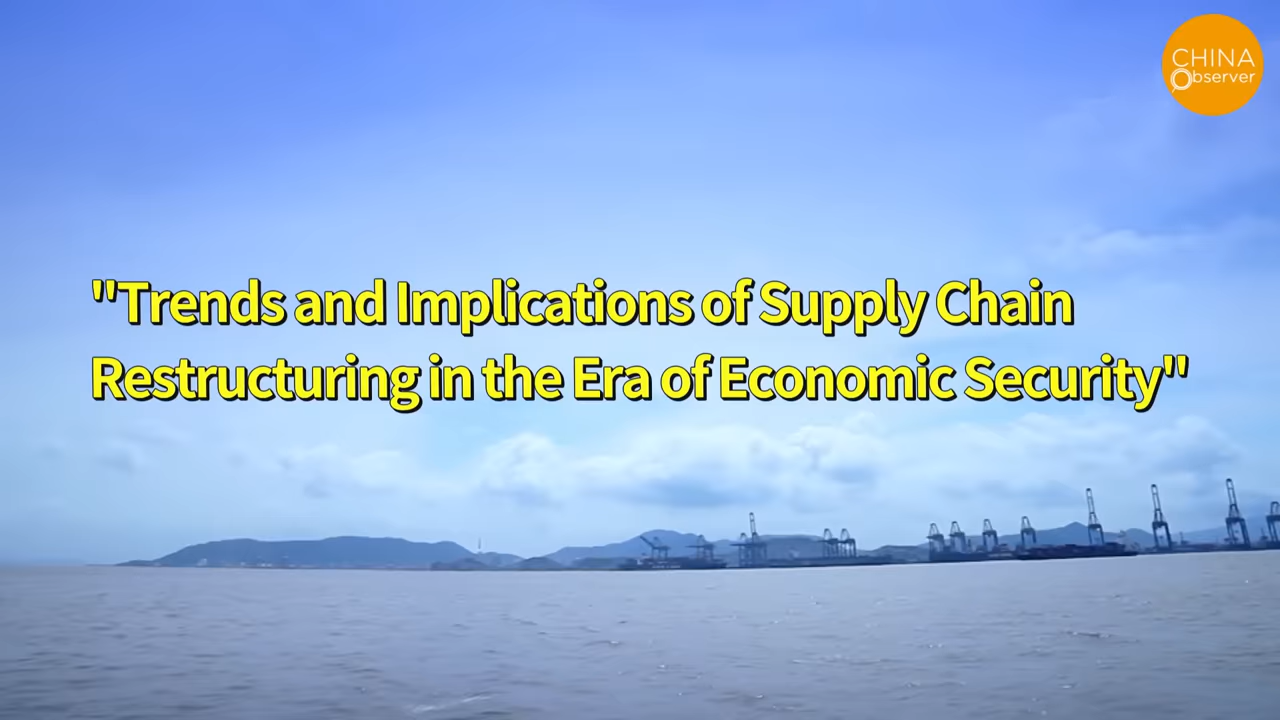 CHINA
Observer
"Trends and Implications of Supply Chain
Restructuring in the Era of Economic Security"